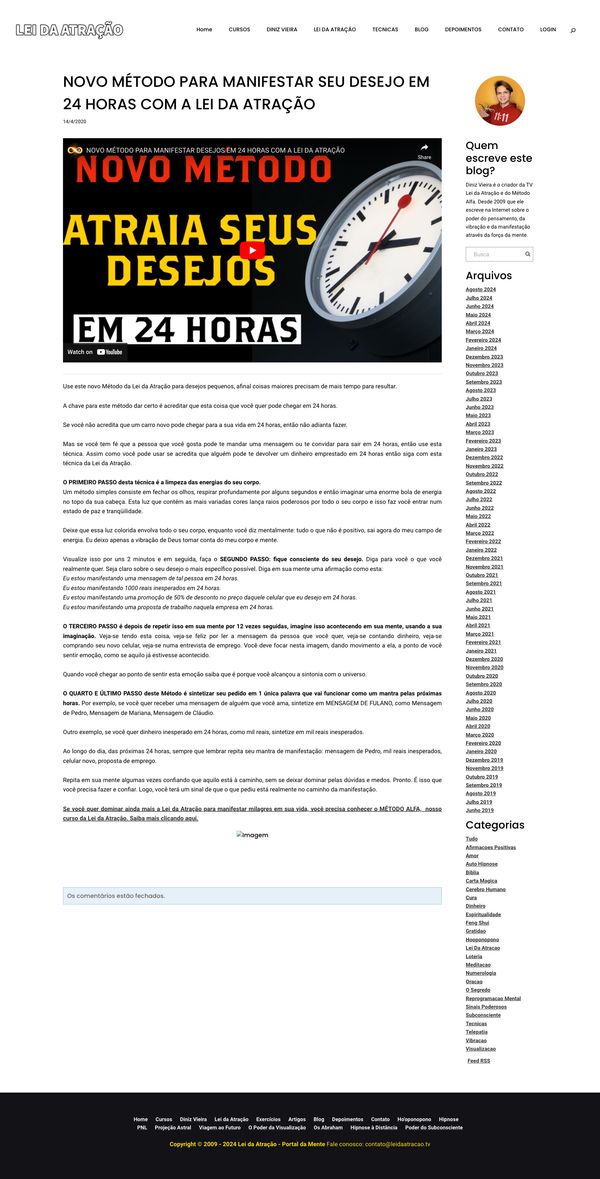 LEI DA ATRAÇÃO
Home CURSOS DINIZ VIEIRA LEI DA ATRAÇÃO TECNICAS BLOG DEPOIMENTOS CONTATO LOGIN
NOVO MÉTODO PARA MANIFESTAR SEU DESEJO EM
24 HORAS COM A LEI DA ATRAÇÃO
14/4/2020
NOVO MÉTODO PARA MANIFESTAR DESEJOS EM 24 HORAS COM A LEI DA ATRAÇÃO
Share
NOVO MÉTODO
ATRAIA SEUS
DESEJOS
EM 24 HORAS
Watch on YouTube
Use este novo Método da Lei da Atração para desejos pequenos, afinal coisas maiores precisam de mais tempo para resultar.
A chave para este método dar certo é acreditar que esta coisa que você quer pode chegar em 24 horas.
Se você não acredita que um carro novo pode chegar para a sua vida em 24 horas, então não adianta fazer.
Mas se você tem fé que a pessoa que você gosta pode te mandar uma mensagem ou te convidar para sair em 24 horas, então use esta
técnica. Assim como você pode usar se acredita que alguém pode te devolver um dinheiro emprestado em 24 horas então siga com esta
técnica da Lei da Atração.
O PRIMEIRO PASSO desta técnica é a limpeza das energias do seu corpo.
Um método simples consiste em fechar os olhos, respirar profundamente por alguns segundos e então imaginar uma enorme bola de energia
no topo da sua cabeça. Esta luz que contém as mais variadas cores lança raios poderosos por todo o seu corpo e isso faz você entrar num
estado de paz e tranqüilidade.
Deixe que essa luz colorida envolva todo o seu corpo, enquanto você diz mentalmente: tudo o que não é positivo, sai agora do meu campo de
energia. Eu deixo apenas a vibração de Deus tomar conta do meu corpo e mente.
Visualize isso por uns 2 minutos e em seguida, faça o SEGUNDO PASSO: fique consciente do seu desejo. Diga para você o que você
realmente quer. Seja claro sobre o seu desejo o mais específico possível. Diga em sua mente uma afirmação como esta:
Eu estou manifestando uma mensagem de tal pessoa em 24 horas.
Eu estou manifestando 1000 reais inesperados em 24 horas.
Eu estou manifestando uma promoção de 50% de desconto no preço daquele celular que eu desejo em 24 horas.
Eu estou manifestando uma proposta de trabalho naquela empresa em 24 horas.
O TERCEIRO PASSO é depois de repetir isso em sua mente por 12 vezes seguidas, imagine isso acontecendo em sua mente, usando a sua
imaginação. Veja-se tendo esta coisa, veja-se feliz por ler a mensagem da pessoa que você quer, veja-se contando dinheiro, veja-se
comprando seu novo celular, veja-se numa entrevista de emprego. Você deve focar nesta imagem, dando movimento a ela, a ponto de você
sentir emoção, como se aquilo já estivesse acontecido.
Quando você chegar ao ponto de sentir esta emoção saiba que é porque você alcançou a sintonia com o universo.
O QUARTO E ÚLTIMO PASSO deste Método é sintetizar seu pedido em 1 única palavra que vai funcionar como um mantra pelas próximas
horas. Por exemplo, se você quer receber uma mensagem de alguém que você ama, sintetize em MENSAGEM DE FULANO, como Mensagem
de Pedro, Mensagem de Mariana, Mensagem de Cláudio.
Outro exemplo, se você quer dinheiro inesperado em 24 horas, como mil reais, sintetize em mil reais inesperados.
Ao longo do dia, das próximas 24 horas, sempre que lembrar repita seu mantra de manifestação: mensagem de Pedro, mil reais inesperados,
celular novo, proposta de emprego.
Repita em sua mente algumas vezes confiando que aquilo está à caminho, sem se deixar dominar pelas dúvidas e medos. Pronto. É isso que
você precisa fazer e confiar. Logo, você terá um sinal de que o que pediu está realmente no caminho da manifestação.
Se você quer dominar ainda mais a Lei da Atração para manifestar milagres em sua vida, você precisa conhecer o MÉTODO ALFA, nosso
curso da Lei da Atração. Saiba mais clicando aqui.
Imagem
Os comentários estão fechados.
11:11
Quem
escreve este
blog?
Diniz Vieira é o criador da TV
Lei da Atração e do Método
Alfa. Desde 2009 que ele
escreve na Internet sobre o
poder do pensamento, da
vibração e da manifestação
através da força da mente.
Busca
Arquivos
Agosto 2024
Julho 2024
Junho 2024
Maio 2024
Abril 2024
Março 2024
Fevereiro 2024
Janeiro 2024
Dezembro 2023
Novembro 2023
Outubro 2023
Setembro 2023
Agosto 2023
Julho 2023
Junho 2023
Maio 2023
Abril 2023
Março 2023
Fevereiro 2023
Janeiro 2023
Dezembro 2022
Novembro 2022
Outubro 2022
Setembro 2022
Agosto 2022
Julho 2022
Junho 2022
Maio 2022
Abril 2022
Março 2022
Fevereiro 2022
Janeiro 2022
Dezembro 2021
Novembro 2021
Outubro 2021
Setembro 2021
Agosto 2021
Julho 2021
Junho 2021
Maio 2021
Abril 2021
Março 2021
Fevereiro 2021
Janeiro 2021
Dezembro 2020
Novembro 2020
Outubro 2020
Setembro 2020
Agosto 2020
Julho 2020
Junho 2020
Maio 2020
Abril 2020
Março 2020
Fevereiro 2020
Janeiro 2020
Dezembro 2019
Novembro 2019
Outubro 2019
Setembro 2019
Agosto 2019
Julho 2019
Junho 2019
Categorias
Tudo
Afirmacoes Positivas
Amor
Auto Hipnose
Biblia
Carta Magica
Cerebro Humano
Cura
Dinheiro
Espiritualidade
Feng Shui
Gratidao
Hooponopono
Lei Da Atracao
Loteria
Meditacao
Numerologia
Oracao
O Segredo
Reprogramacao Mental
Sinais Poderosos
Subconsciente
Tecnicas
Telepatia
Vibracao
Visualizacao
Feed RSS
Home Cursos Diniz Vieira Lei da Atração Exercícios Artigos Blog Depoimentos Contato Ho'oponopono Hipnose
PNL Projeção Astral Viagem ao Futuro O Poder da Visualização Os Abraham Hipnose à Distância Poder do Subconsciente
Copyright © 2009 - 2024 Lei da Atração - Portal da Mente Fale conosco: contato@leidaatracao.tv